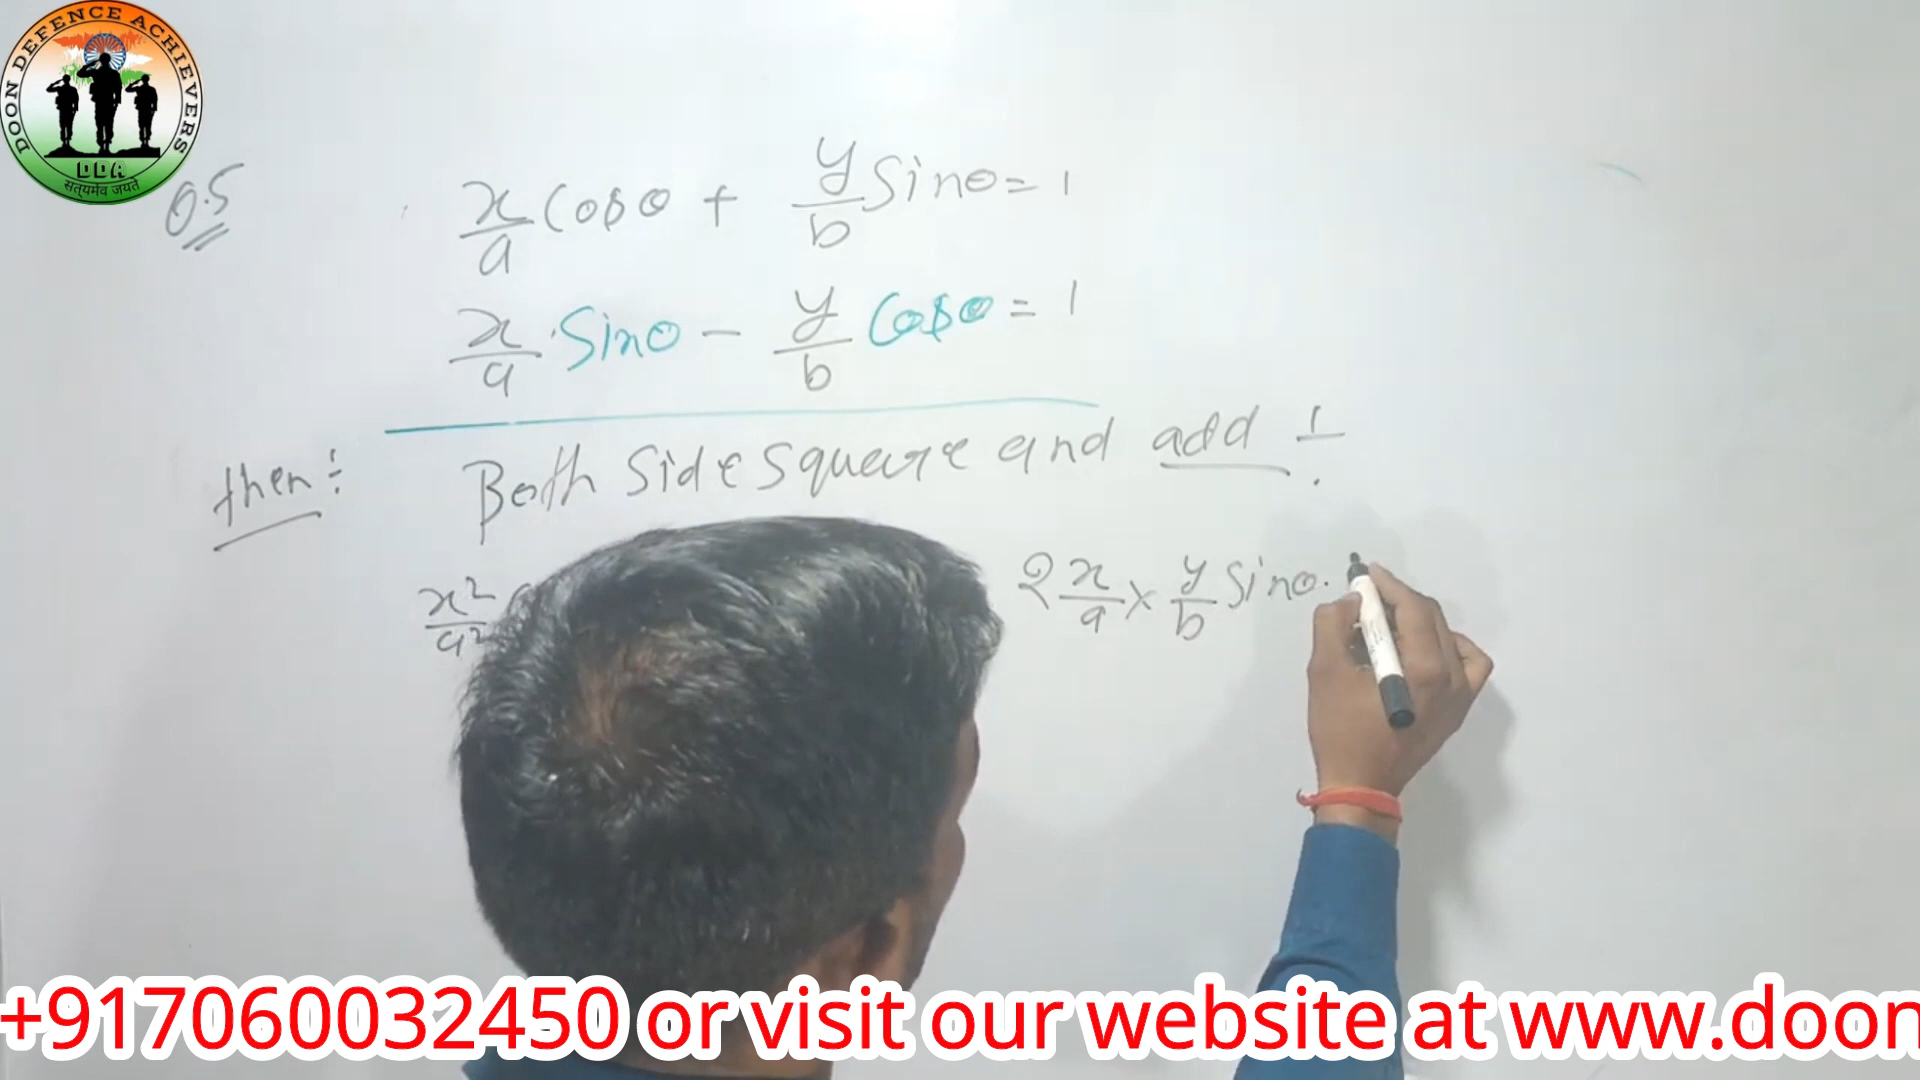 DOON DEFENCE ACHIEVERS
DDA
सत्यमेव जयते
Q.5
x/a Cosθ + y/b Sinθ = 1
x/a · Sinθ - y/b Cosθ = 1
then :- Both Side Square and add
x²/a² 2 x/a × y/b Sinθ.
+917060032450 or visit our website at www.doon